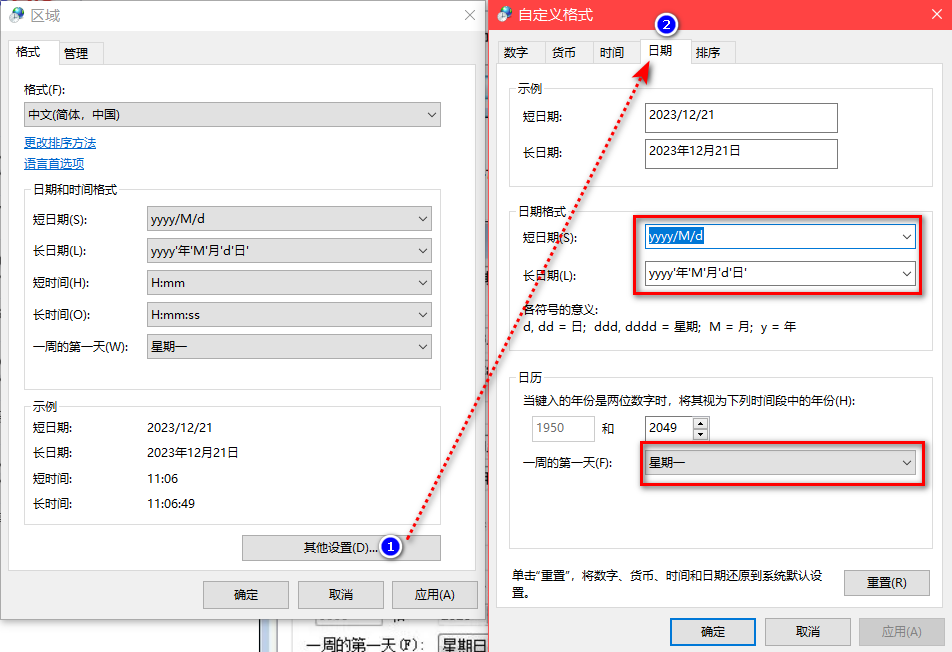 区域
格式
管理
格式(F):
中文(简体，中国)
更改排序方法
语言首选项
日期和时间格式
短日期(S):
yyyy/M/d
长日期(L):
yyyy'年'M'月'd'日'
短时间(H):
H:mm
长时间(O):
H:mm:ss
一周的第一天(W):
星期一
示例
短日期:
2023/12/21
长日期:
2023年12月21日
短时间:
11:06
长时间:
11:06:49
其他设置(D)...
1
确定
取消
应用(A)
一周的第一天(F):
星期日
自定义格式
2
数字
货币
时间
日期
排序
示例
短日期:
2023/12/21
长日期:
2023年12月21日
日期格式
短日期(S):
yyyy/M/d
长日期(L):
yyyy'年'M'月'd'日'
各符号的意义:
d, dd = 日;  ddd, dddd = 星期;  M = 月;  y = 年
日历
当键入的年份是两位数字时，将其视为下列时间段中的年份(H):
1950
和
2049
一周的第一天(F):
星期一
单击“重置”，将数字、货币、时间和日期还原到系统默认设
置。
重置(R)
确定
取消
应用(A)